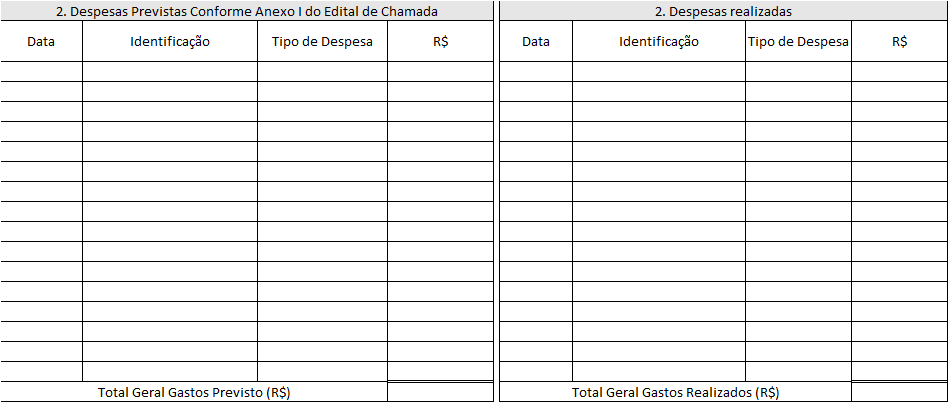 2. Despesas Previstas Conforme Anexo I do Edital de Chamada
Data Identificação Tipo de Despesa R$
Total Geral Gastos Previsto (R$)
2. Despesas realizadas
Data Identificação Tipo de Despesa R$
Total Geral Gastos Realizados (R$)